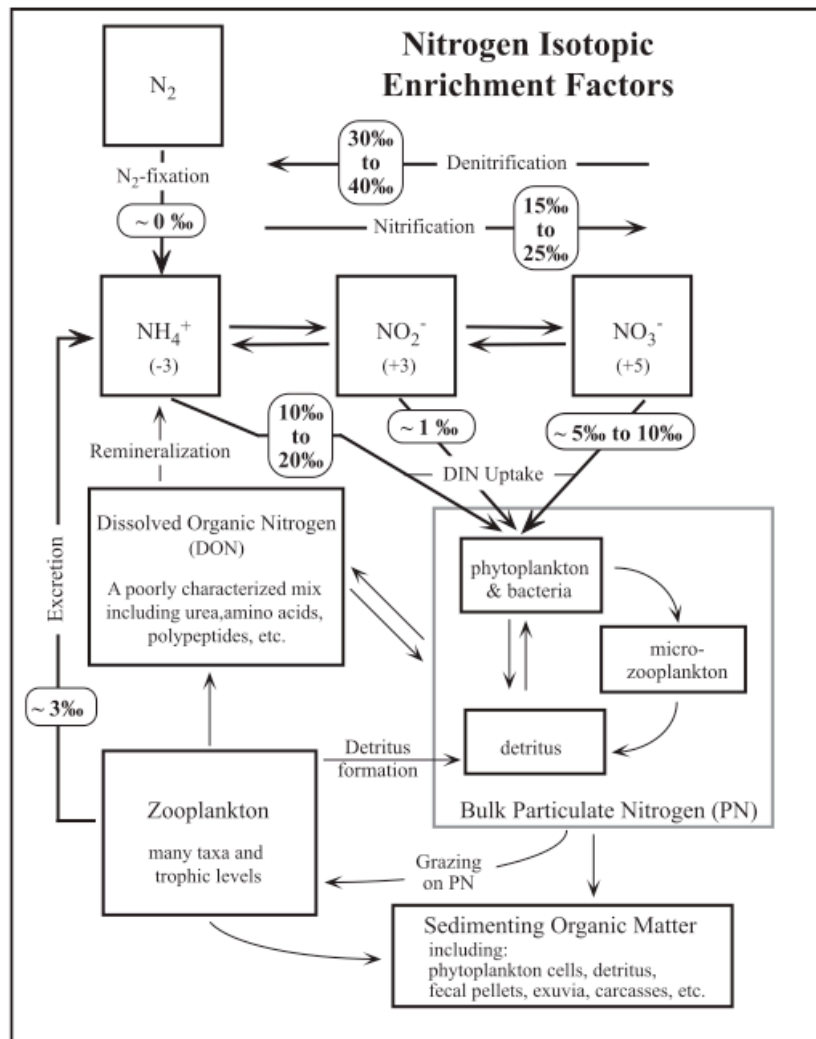 Nitrogen Isotopic
Enrichment Factors
N₂
N₂-fixation
~ 0 ‰
30‰
to
40‰
Denitrification
Nitrification
15‰
to
25‰
NH₄⁺
(-3)
NO₂⁻
(+3)
NO₃⁻
(+5)
10‰
to
20‰
~ 1 ‰
~ 5‰ to 10‰
Remineralization
DIN Uptake
Dissolved Organic Nitrogen
(DON)
A poorly characterized mix
including urea,amino acids,
polypeptides, etc.
Excretion
~ 3‰
phytoplankton
& bacteria
micro-
zooplankton
detritus
Bulk Particulate Nitrogen (PN)
Detritus
formation
Zooplankton
many taxa and
trophic levels
Grazing
on PN
Sedimenting Organic Matter
including:
phytoplankton cells, detritus,
fecal pellets, exuvia, carcasses, etc.